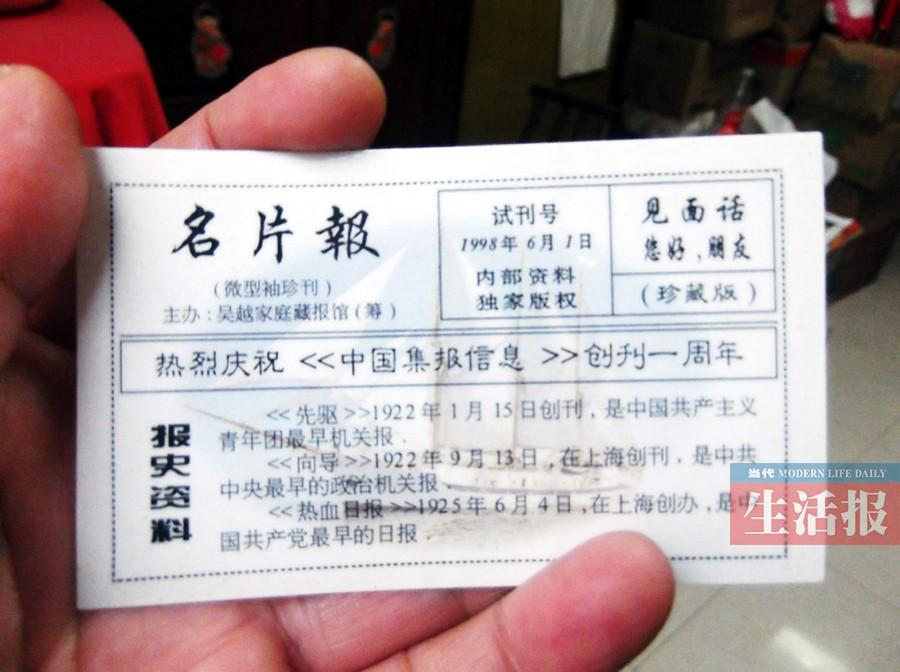 名片報
(微型袖珍刊)
主办:吴越家庭藏报馆(筹)
试刊号
1998年6月1日
内部资料
独家版权
见面话
您好,朋友
(珍藏版)
热烈庆祝<<中国集报信息>>创刊一周年
报史资料
<<先驱>>1922年1月15日创刊,是中国共产主义
青年团最早机关报.
<<向导>>1922年9月13日,在上海创刊,是中共
中央最早的政治机关报.
<<热血日报>>1925年6月4日,在上海创办,是中
国共产党最早的日报.
当代 MODERN LIFE DAILY
生活报